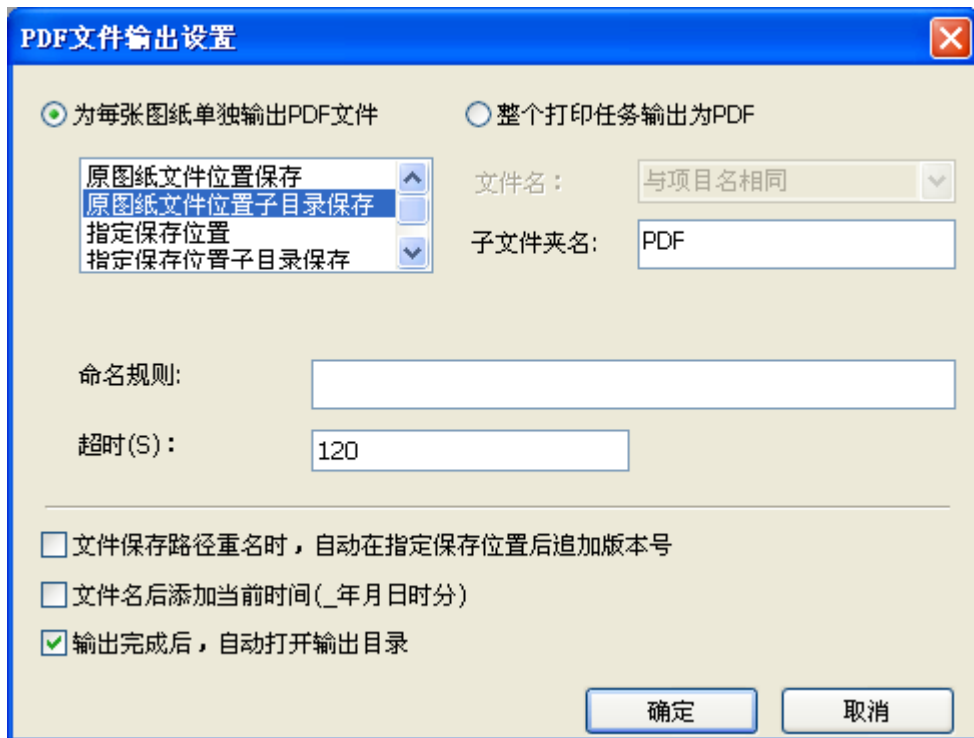 PDF文件输出设置
为每张图纸单独输出PDF文件
整个打印任务输出为PDF
原图纸文件位置保存
原图纸文件位置子目录保存
指定保存位置
指定保存位置子目录保存
文件名：
与项目名相同
子文件夹名:
PDF
命名规则:
超时(S)：
120
文件保存路径重名时，自动在指定保存位置后追加版本号
文件名后添加当前时间(_年月日时分)
输出完成后，自动打开输出目录
确定
取消